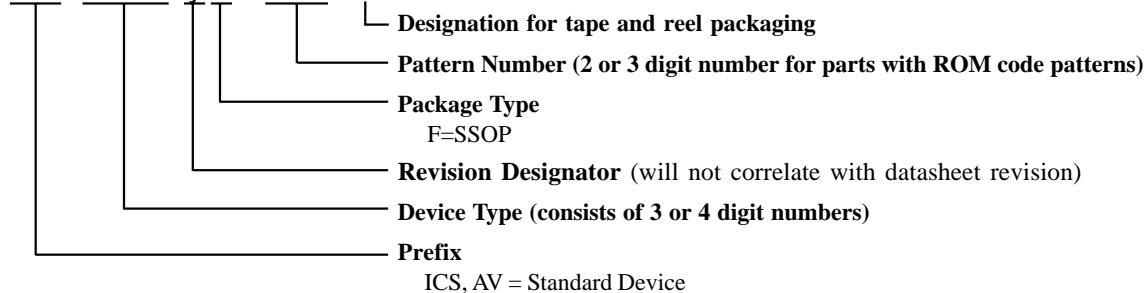 Designation for tape and reel packaging
Pattern Number (2 or 3 digit number for parts with ROM code patterns)
Package Type
F=SSOP
Revision Designator (will not correlate with datasheet revision)
Device Type (consists of 3 or 4 digit numbers)
Prefix
ICS, AV = Standard Device